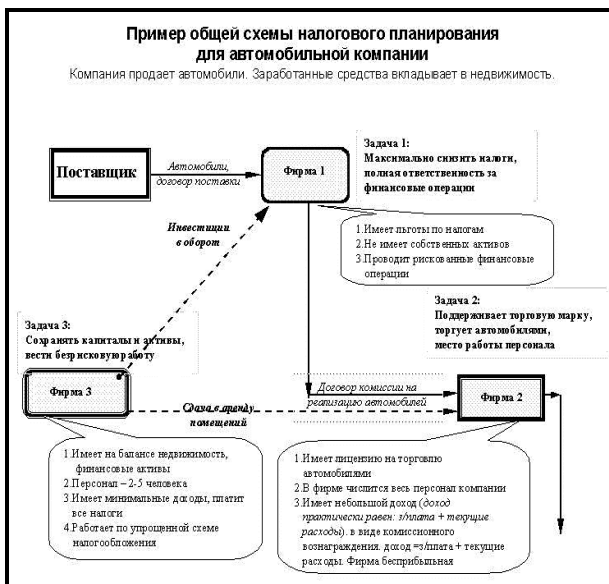 Пример общей схемы налогового планирования
для автомобильной компании
Компания продает автомобили. Заработанные средства вкладывает в недвижимость.
Задача 1:
Максимально снизить налоги,
полная ответственность за
финансовые операции
Поставщик
Автомобили,
договор поставки
Фирма 1
Инвестиции
в оборот
1.Имеет льготы по налогам
2.Не имеет собственных активов
3.Проводит рискованные финансовые
операции
Задача 2:
Поддерживает торговую марку,
торгует автомобилями,
место работы персонала
Задача 3:
Сохранять капиталы и активы,
вести безрисковую работу
Фирма 3
Сдача в аренду
помещений
Договор комиссии на
реализацию автомобилей
Фирма 2
1.Имеет на балансе недвижимость,
финансовые активы
2.Персонал – 2-5 человека
3.Имеет минимальные доходы, платит
все налоги
4.Работает по упрощенной схеме
налогообложения
1.Имеет лицензию на торговлю
автомобилями
2.В фирме числится весь персонал компании
3.Имеет небольшой доход (доход
практически равен: з/плата + текущие
расходы). в виде комиссионного
вознаграждения. доход =з/плата + текущие
расходы. Фирма бесприбыльная